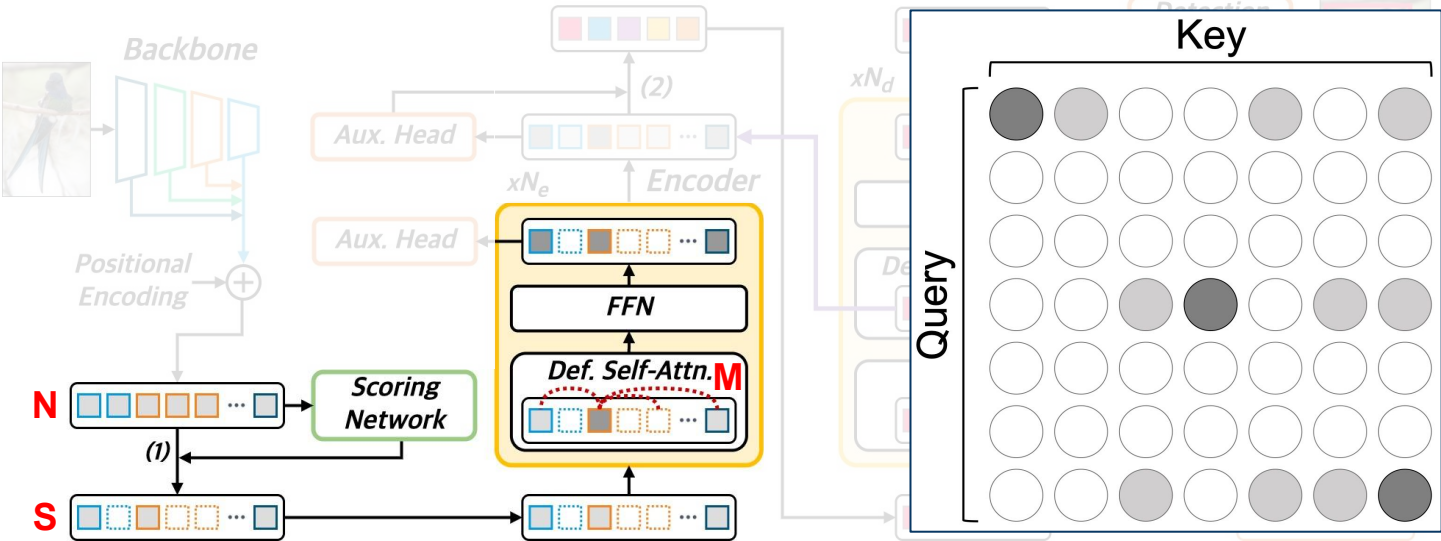 Backbone
(2)
xN_d
Detection
Key
Aux. Head
xN_e
Encoder
Aux. Head
Positional
Encoding
FFN
Query
Def. Self-Attn.
M
N
...
Scoring
Network
(1)
S
...
...